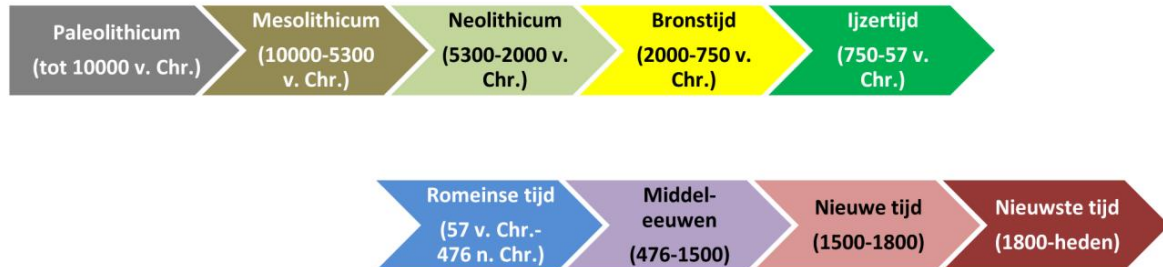 Paleolithicum
(tot 10000 v. Chr.)
Mesolithicum
(10000-5300
v. Chr.)
Neolithicum
(5300-2000 v.
Chr.)
Bronstijd
(2000-750 v.
Chr.)
Ijzertijd
(750-57 v.
Chr.)
Romeinse tijd
(57 v. Chr.-
476 n. Chr.)
Middel-
eeuwen
(476-1500)
Nieuwe tijd
(1500-1800)
Nieuwste tijd
(1800-heden)